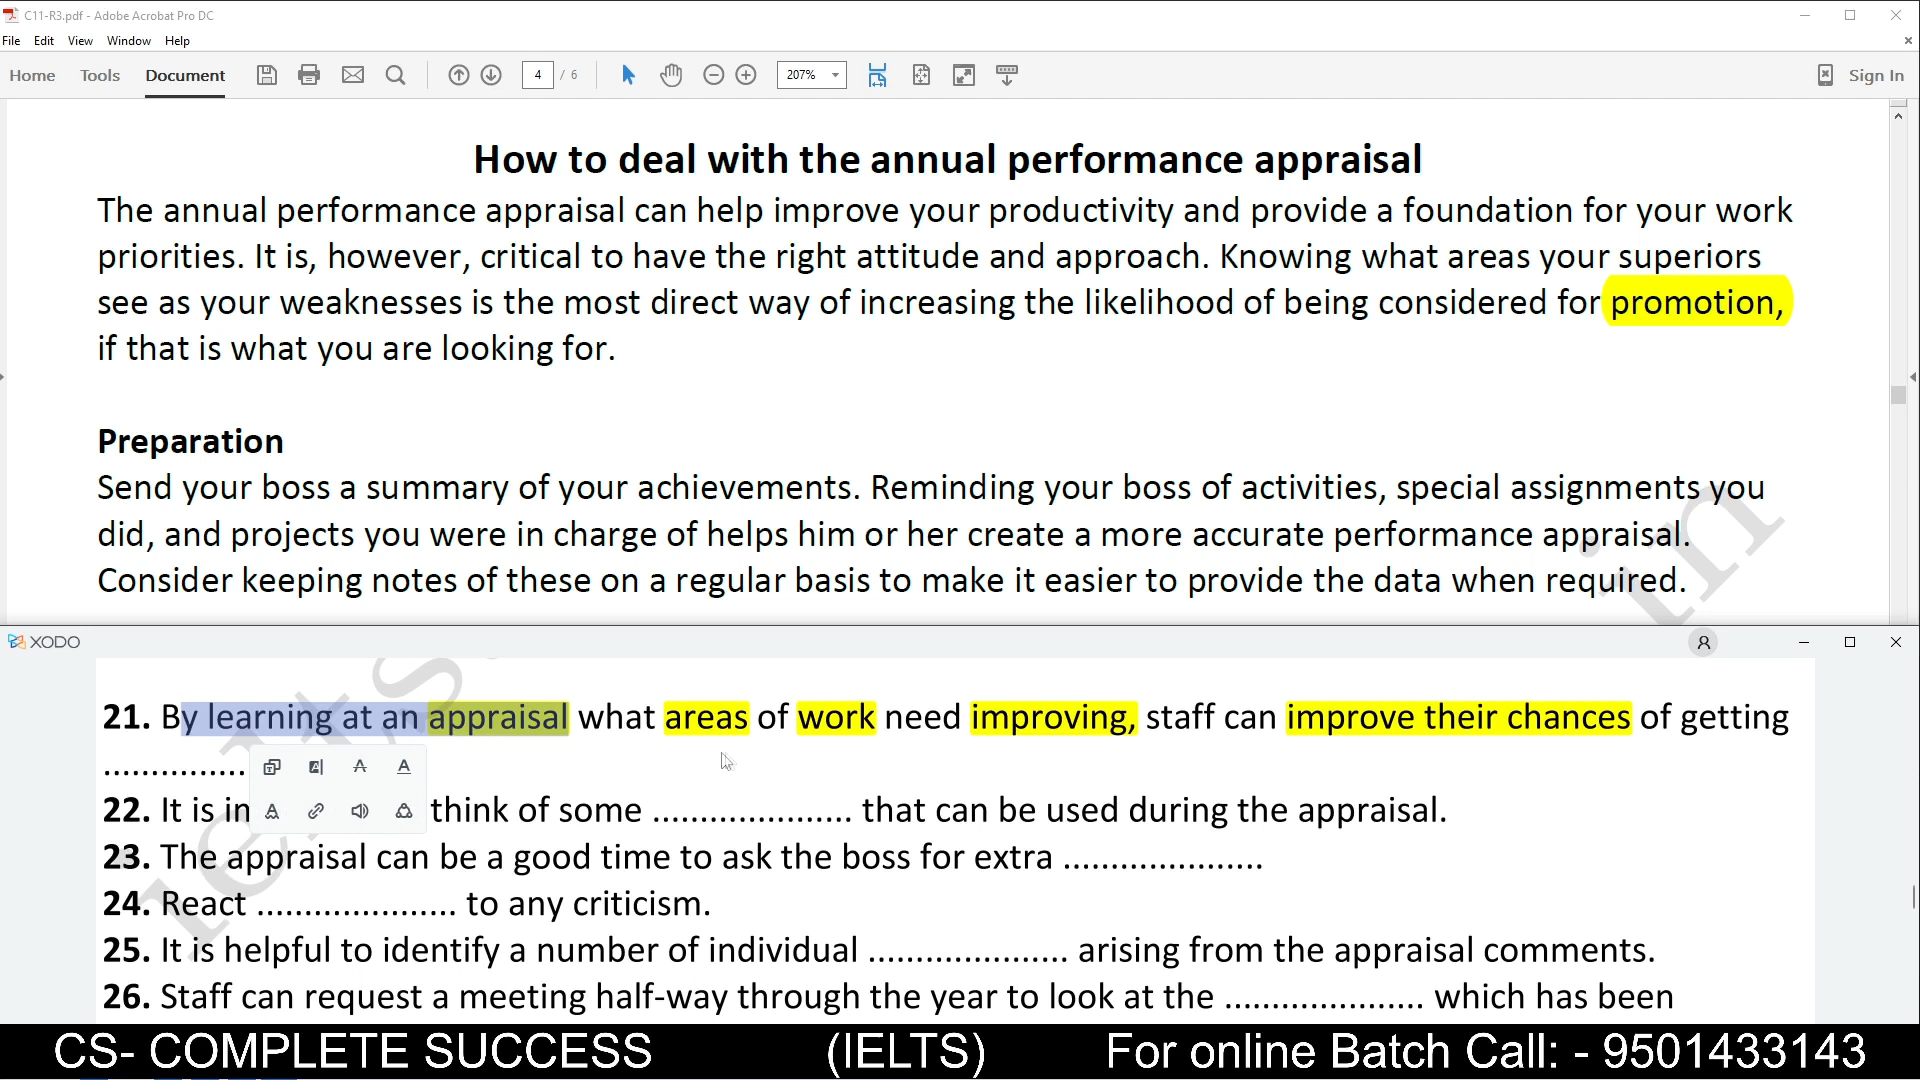 C11-R3.pdf - Adobe Acrobat Pro DC
File Edit View Window Help
Home Tools Document 4 / 6 207% Sign In
How to deal with the annual performance appraisal
The annual performance appraisal can help improve your productivity and provide a foundation for your work
priorities. It is, however, critical to have the right attitude and approach. Knowing what areas your superiors
see as your weaknesses is the most direct way of increasing the likelihood of being considered for promotion,
if that is what you are looking for.
Preparation
Send your boss a summary of your achievements. Reminding your boss of activities, special assignments you
did, and projects you were in charge of helps him or her create a more accurate performance appraisal.
Consider keeping notes of these on a regular basis to make it easier to provide the data when required.
in
XODO
ielts.
21. By learning at an appraisal what areas of work need improving, staff can improve their chances of getting
...............
22. It is in think of some ..................... that can be used during the appraisal.
23. The appraisal can be a good time to ask the boss for extra .....................
24. React ..................... to any criticism.
25. It is helpful to identify a number of individual ..................... arising from the appraisal comments.
26. Staff can request a meeting half-way through the year to look at the ..................... which has been
CS- COMPLETE SUCCESS (IELTS) For online Batch Call: - 9501433143